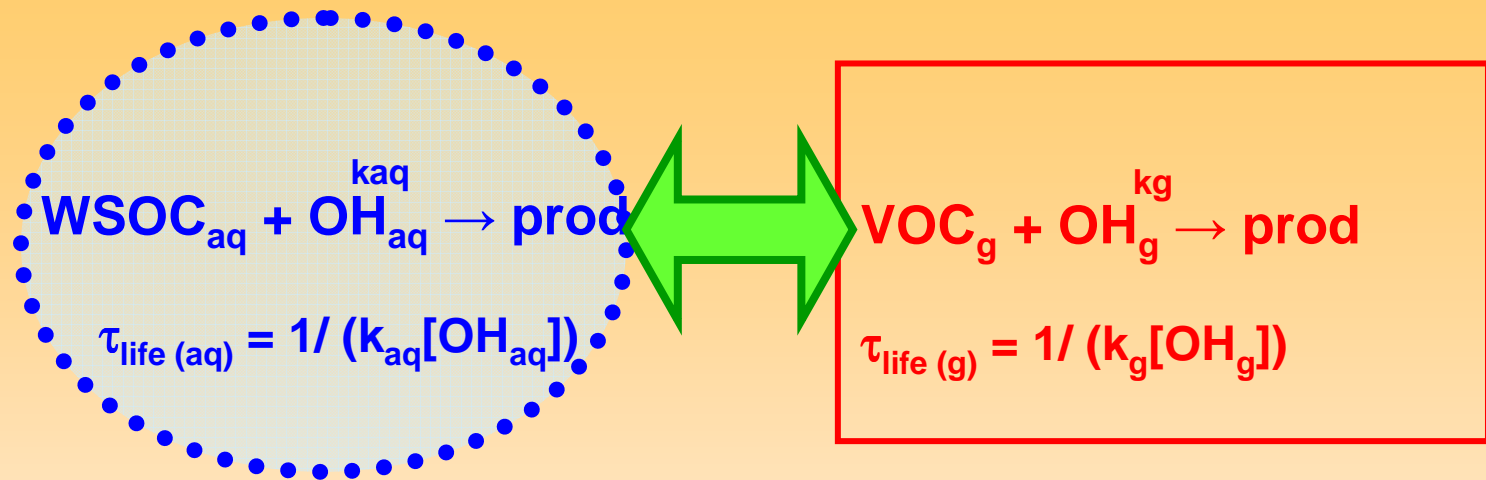 kaq
WSOCaq + OHaq → prod
τlife (aq) = 1/ (kaq[OHaq])
kg
VOCg + OHg → prod
τlife (g) = 1/ (kg[OHg])